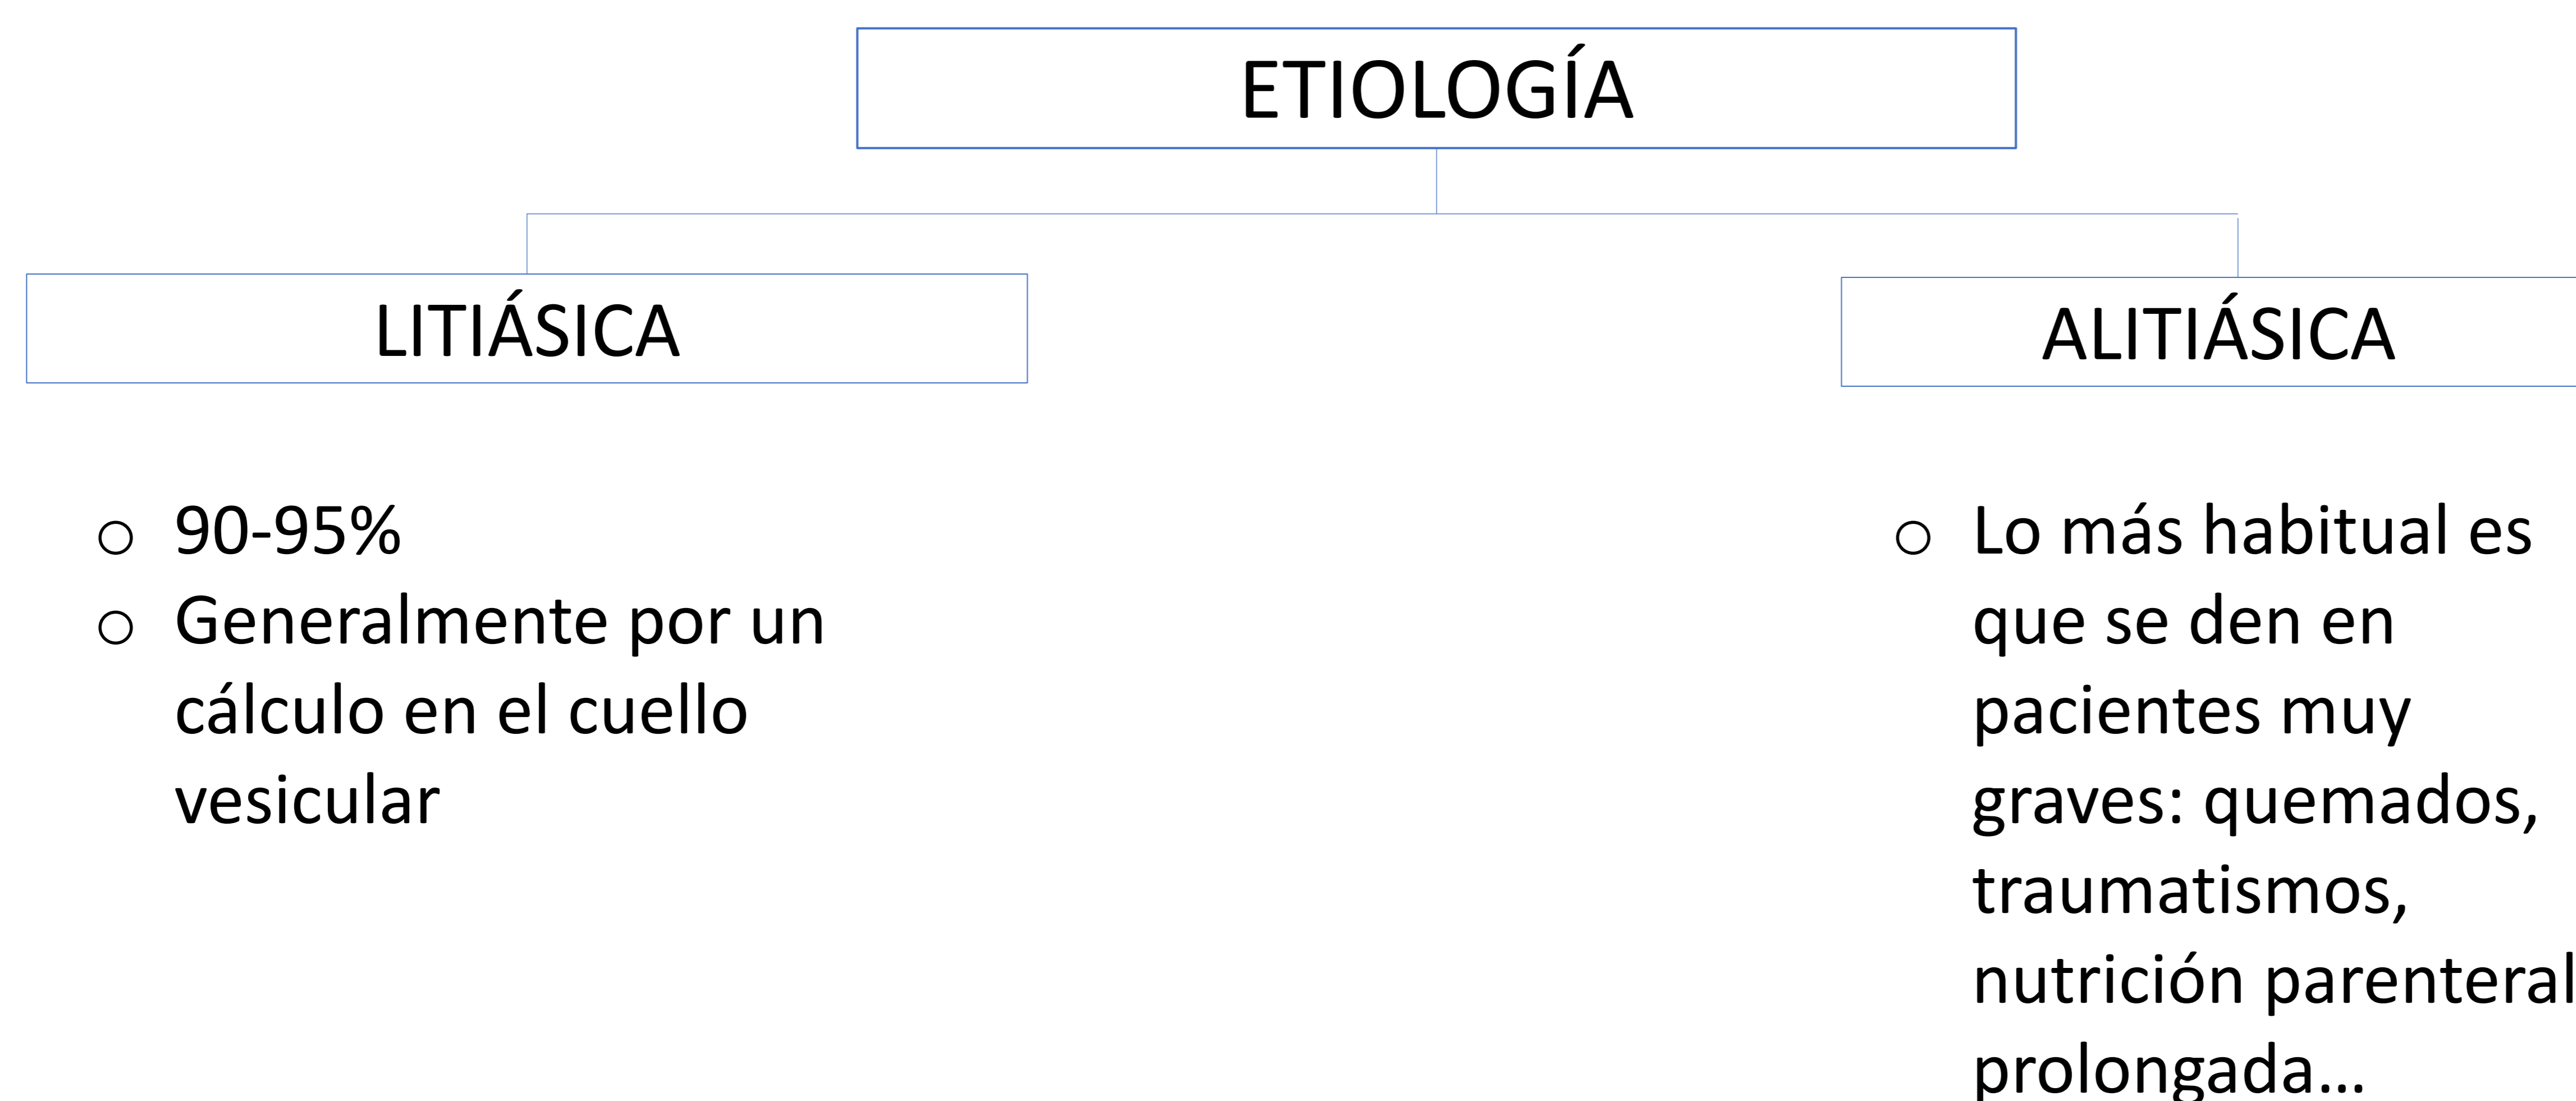 ETIOLOGÍA
LITIÁSICA
ALITIÁSICA
○ 90-95%
○ Generalmente por un
cálculo en el cuello
vesicular
○ Lo más habitual es
que se den en
pacientes muy
graves: quemados,
traumatismos,
nutrición parenteral
prolongada...